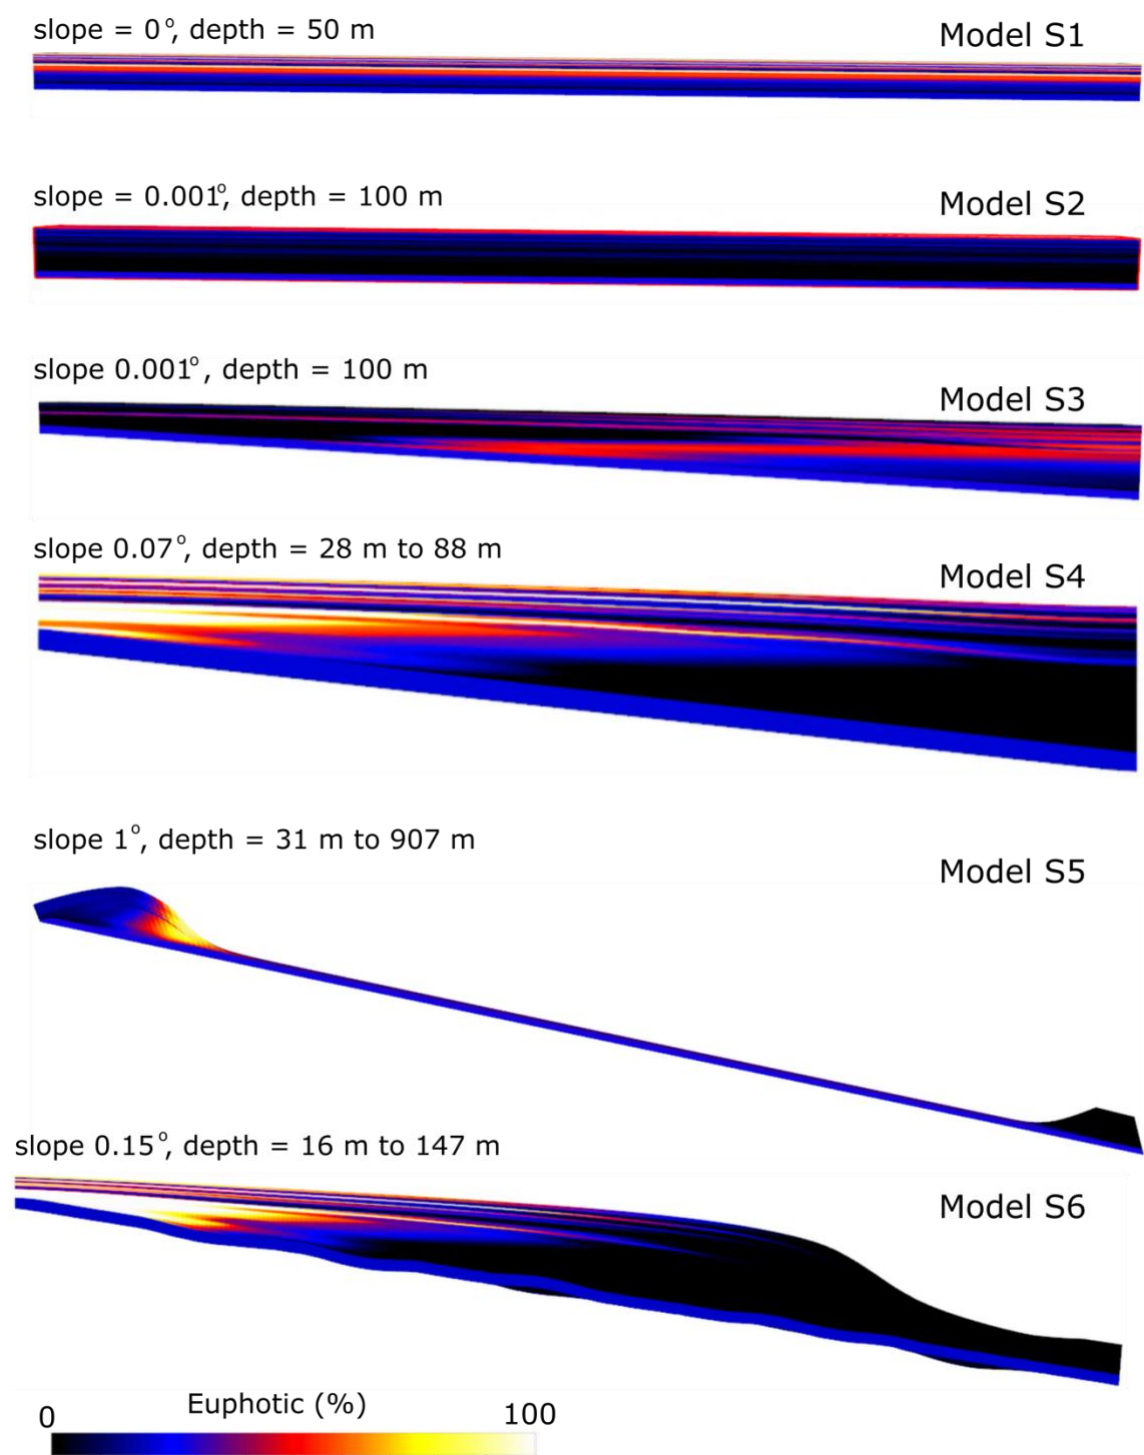 slope = 0°, depth = 50 m
Model S1
slope = 0.001°, depth = 100 m
Model S2
slope 0.001°, depth = 100 m
Model S3
slope 0.07°, depth = 28 m to 88 m
Model S4
slope 1°, depth = 31 m to 907 m
Model S5
slope 0.15°, depth = 16 m to 147 m
Model S6
0 Euphotic (%) 100